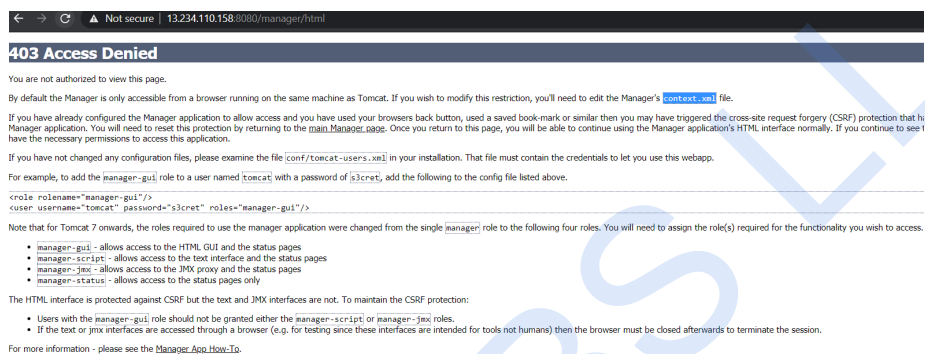 Not secure | 13.234.110.158:8080/manager/html
403 Access Denied
You are not authorized to view this page.
By default the Manager is only accessible from a browser running on the same machine as Tomcat. If you wish to modify this restriction, you'll need to edit the Manager's context.xml file.
If you have already configured the Manager application to allow access and you have used your browsers back button, used a saved book-mark or similar then you may have triggered the cross-site request forgery (CSRF) protection that
Manager application. You will need to reset this protection by returning to the main Manager page. Once you return to this page, you will be able to continue using the Manager application's HTML interface normally. If you continue to see
have the necessary permissions to access this application.
If you have not changed any configuration files, please examine the file conf/tomcat-users.xml in your installation. That file must contain the credentials to let you use this webapp.
For example, to add the manager-gui role to a user named tomcat with a password of s3cret, add the following to the config file listed above.
<role rolename="manager-gui"/>
<user username="tomcat" password="s3cret" roles="manager-gui"/>
Note that for Tomcat 7 onwards, the roles required to use the manager application were changed from the single manager role to the following four roles. You will need to assign the role(s) required for the functionality you wish to access.
• manager-gui - allows access to the HTML GUI and the status pages
• manager-script - allows access to the text interface and the status pages
• manager-jmx - allows access to the JMX proxy and the status pages
• manager-status - allows access to the status pages only
The HTML interface is protected against CSRF but the text and JMX interfaces are not. To maintain the CSRF protection:
• Users with the manager-gui role should not be granted either the manager-script or manager-jmx roles.
• If the text or jmx interfaces are accessed through a browser (e.g. for testing since these interfaces are intended for tools not humans) then the browser must be closed afterwards to terminate the session.
For more information - please see the Manager App How-To.